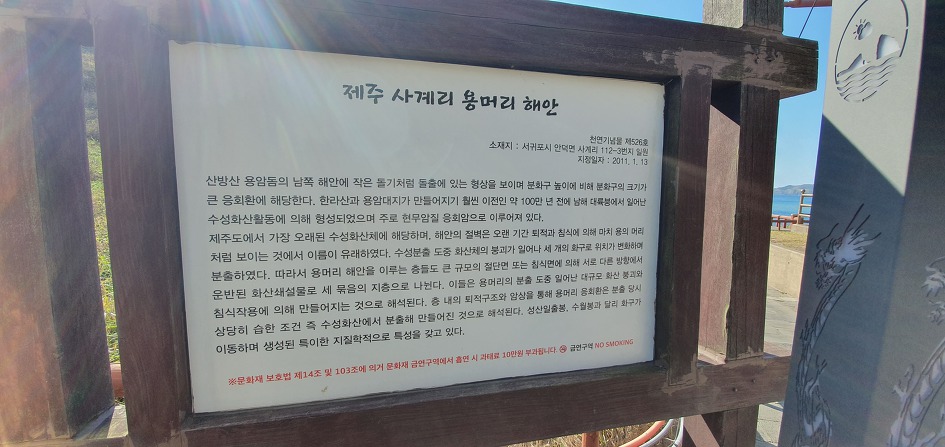 제주 사계리 용머리 해안
천연기념물 제526호
소재지 : 서귀포시 안덕면 사계리 112-3번지 일원
지정일자 : 2011. 1. 13
산방산 용암돔의 남쪽 해안에 작은 돌기처럼 돌출에 있는 형상을 보이며 분화구 높이에 비해 분화구의 크기가
큰 응회환에 해당한다. 한라산과 용암대지가 만들어지기 훨씬 이전인 약 100만 년 전에 남해 대륙붕에서 일어난
수성화산활동에 의해 형성되었으며 주로 현무암질 응회암으로 이루어져 있다.
제주도에서 가장 오래된 수성화산체에 해당하며, 해안의 절벽은 오랜 기간 퇴적과 침식에 의해 마치 용의 머리
처럼 보이는 것에서 이름이 유래하였다. 수성분출 도중 화산체의 붕괴가 일어나 세 개의 화구로 위치가 변화하며
분출하였다. 따라서 용머리 해안을 이루는 층들도 큰 규모의 절단면 또는 침식면에 의해 서로 다른 방향에서
운반된 화산쇄설물로 세 묶음의 지층으로 나뉜다. 이들은 용머리의 분출 도중 일어난 대규모 화산 붕괴와
침식작용에 의해 만들어지는 것으로 해석된다. 층 내의 퇴적구조와 암상을 통해 용머리 응회환은 분출 당시
상당히 습한 조건 즉 수성화산에서 분출해 만들어진 것으로 해석된다. 성산일출봉, 수월봉과 달리 화구가
이동하며 생성된 특이한 지질학적으로 특성을 갖고 있다.
※문화재 보호법 제14조 및 103조에 의거 문화재 금연구역에서 흡연 시 과태료 10만원 부과됩니다. 금연구역 NO SMOKING